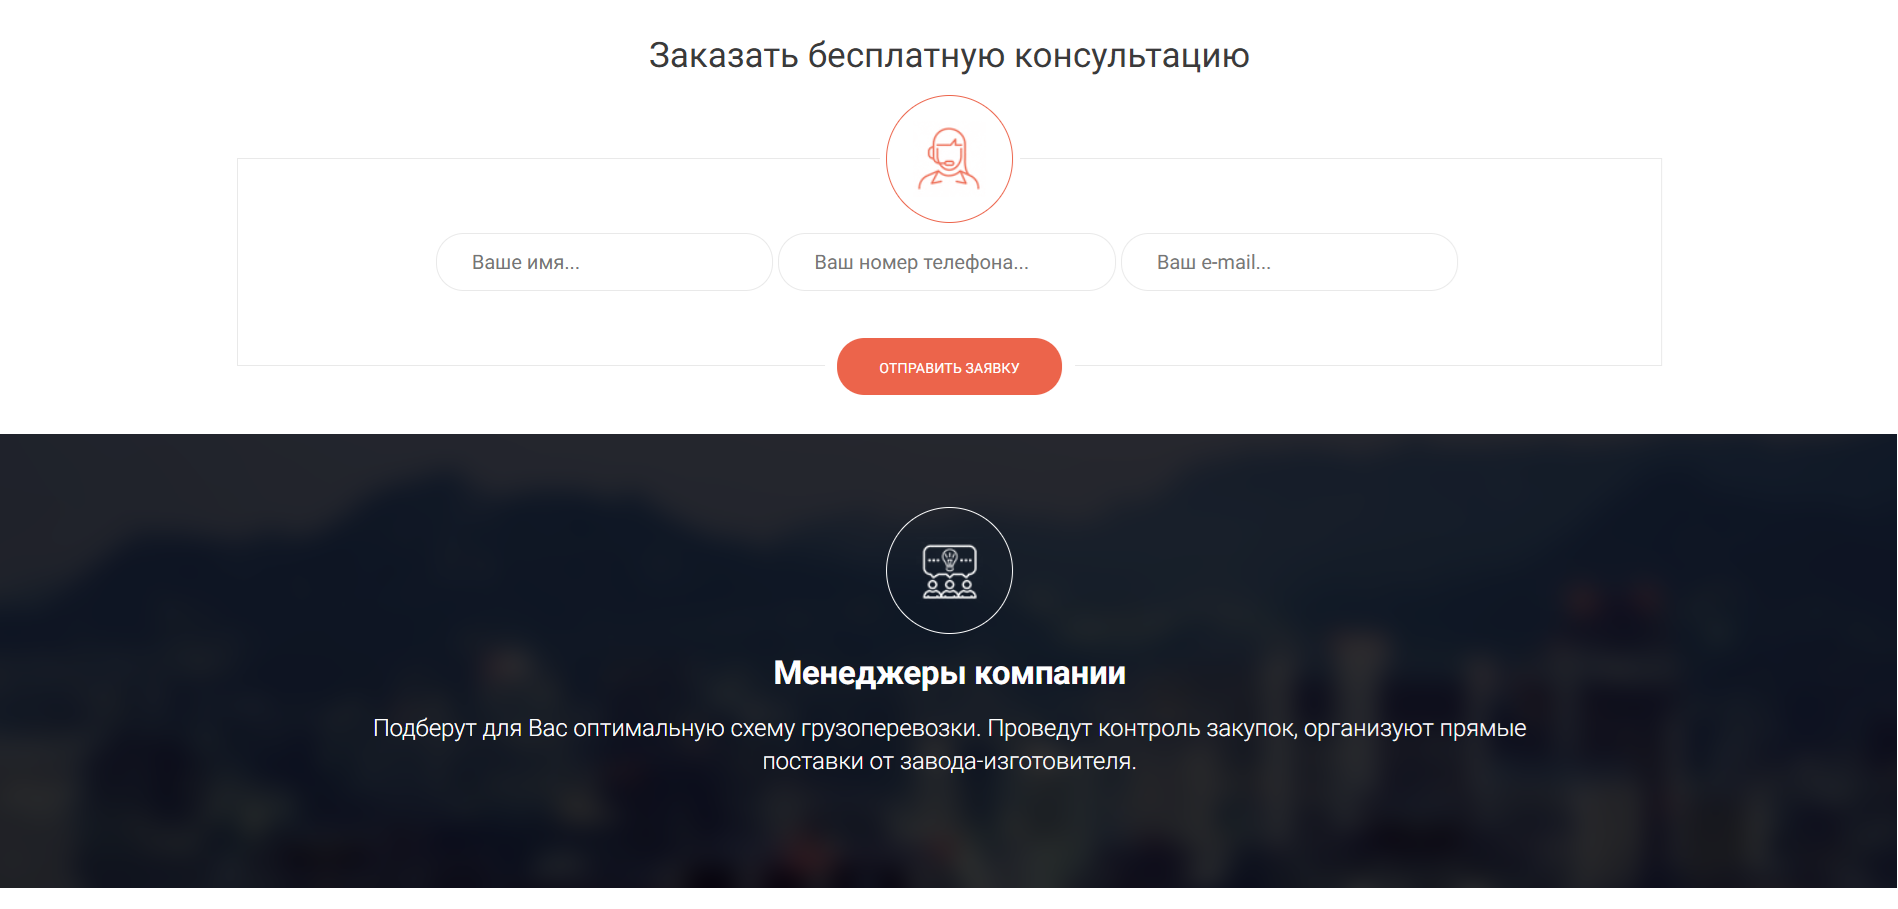 Заказать бесплатную консультацию
Ваше имя...
Ваш номер телефона...
Ваш e-mail...
ОТПРАВИТЬ ЗАЯВКУ
Менеджеры компании
Подберут для Вас оптимальную схему грузоперевозки. Проведут контроль закупок, организуют прямые
поставки от завода-изготовителя.